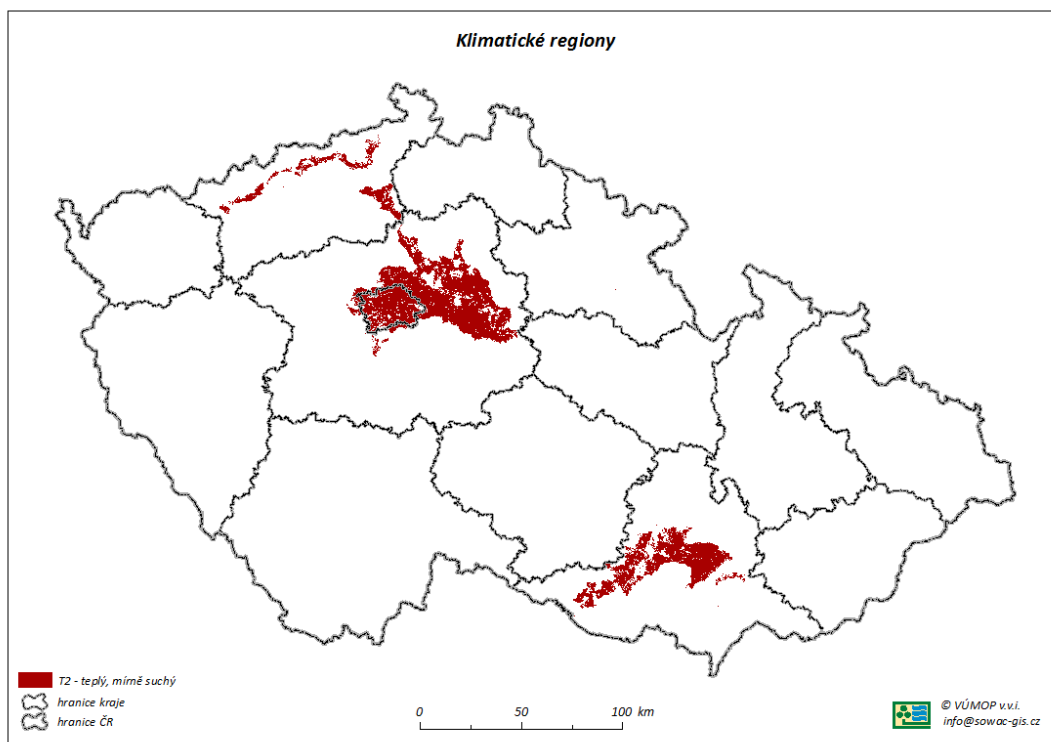 Klimatické regiony
T2 - teplý, mírně suchý
hranice kraje
hranice ČR
0 50 100 km
© VÚMOP v.v.i.
info@sowac-gis.cz